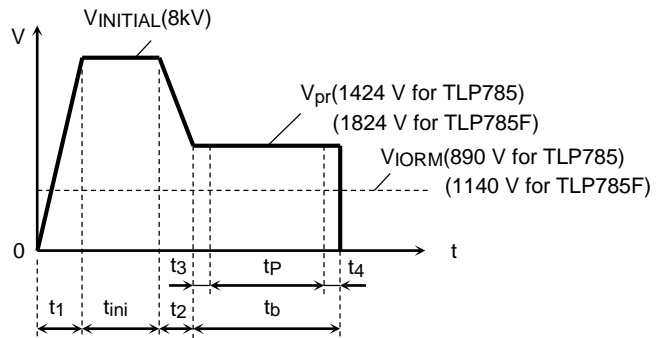 VINITIAL(8kV)
V
Vpr(1424 V for TLP785)
(1824 V for TLP785F)
VIORM(890 V for TLP785)
(1140 V for TLP785F)
0
t
t3
tP
t4
t1
tini
t2
tb